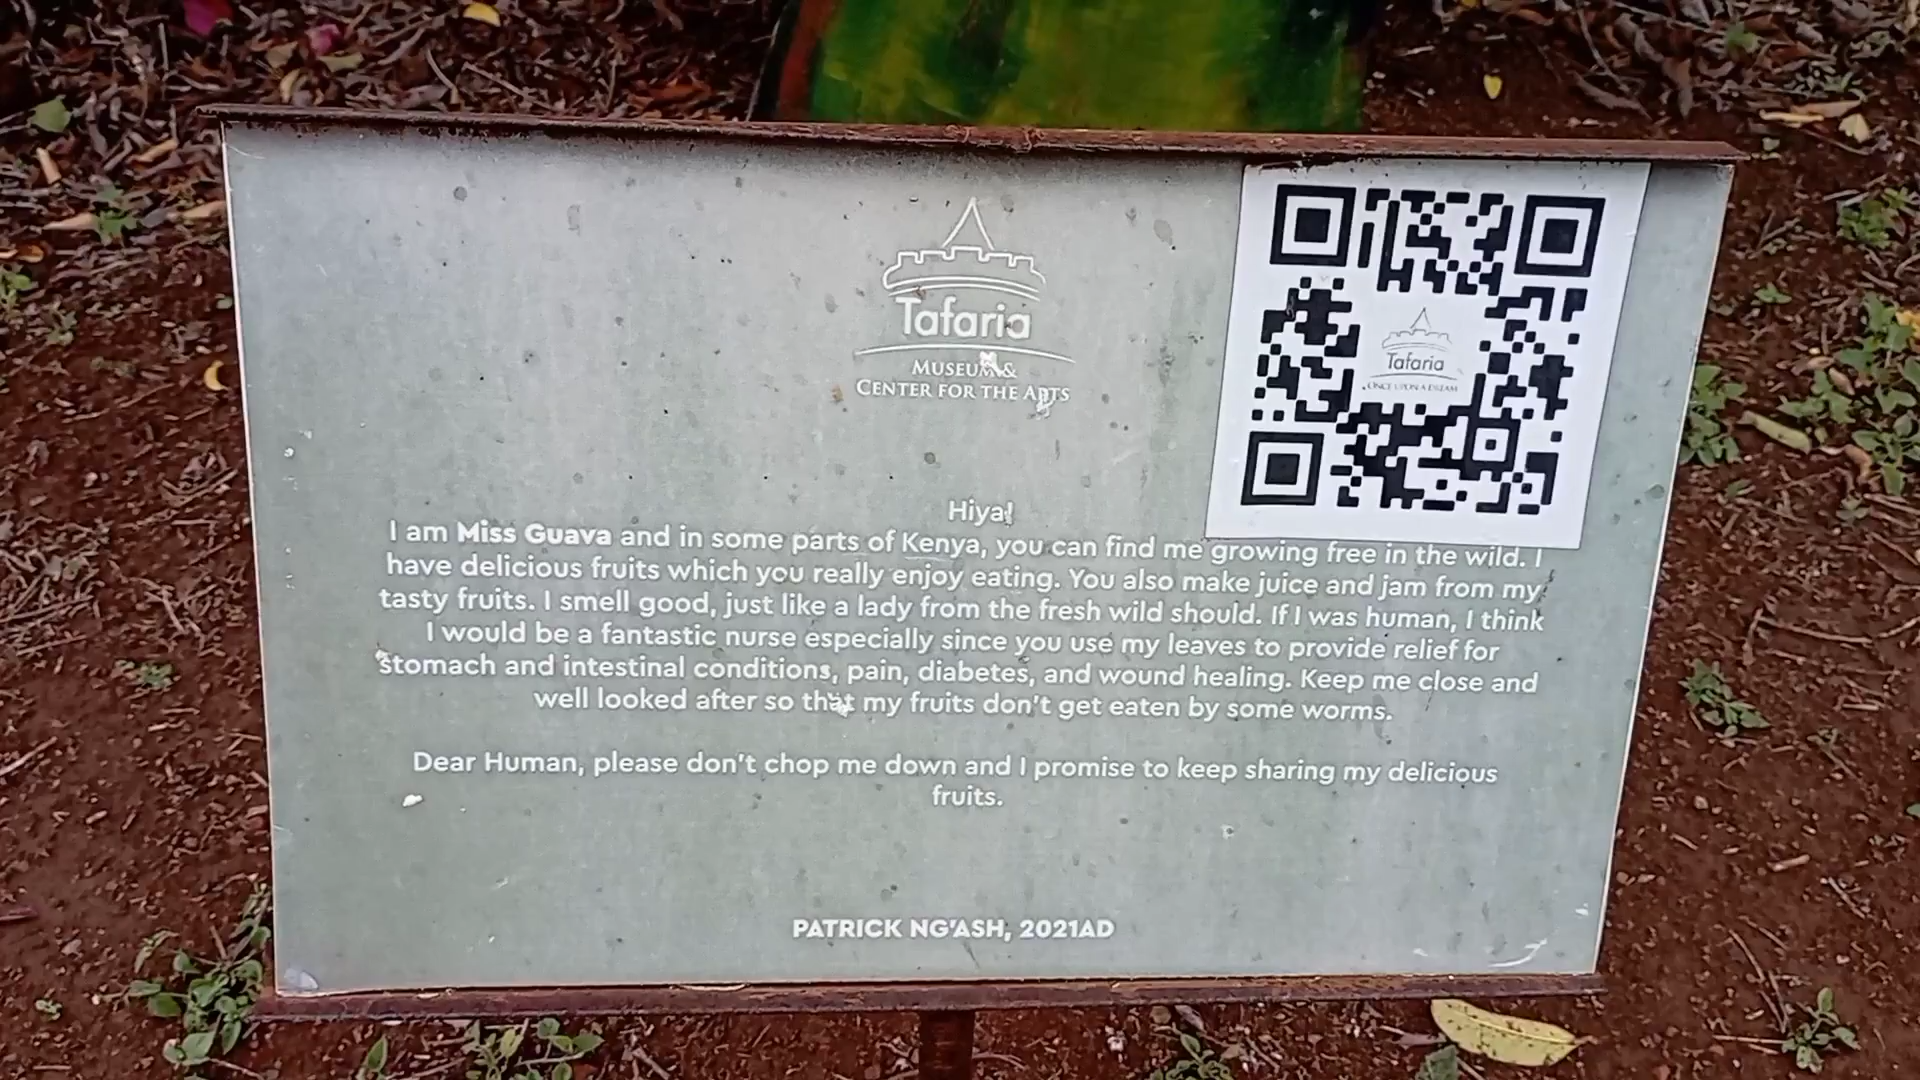 Tafaria
MUSEUM &
CENTER FOR THE ARTS
Tafaria
ONCE UPON A DREAM
Hiya!
I am Miss Guava and in some parts of Kenya, you can find me growing free in the wild. I
have delicious fruits which you really enjoy eating. You also make juice and jam from my
tasty fruits. I smell good, just like a lady from the fresh wild should. If I was human, I think
I would be a fantastic nurse especially since you use my leaves to provide relief for
stomach and intestinal conditions, pain, diabetes, and wound healing. Keep me close and
well looked after so that my fruits don't get eaten by some worms.
Dear Human, please don't chop me down and I promise to keep sharing my delicious
fruits.
PATRICK NG'ASH, 2021AD